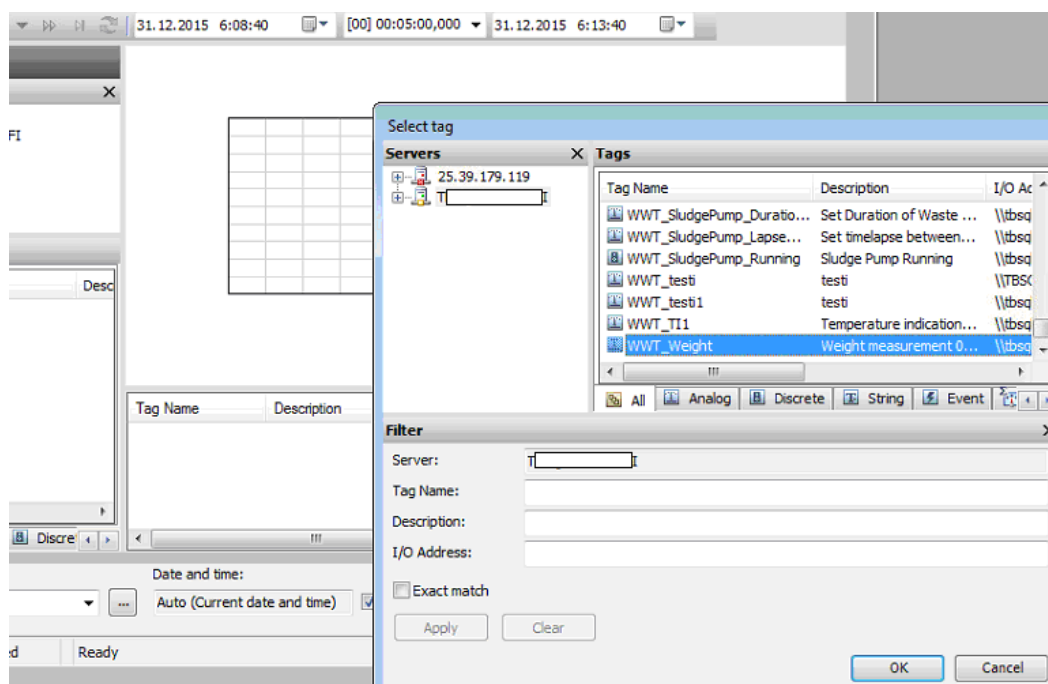 31.12.2015 6:08:40 [00] 00:05:00,000 31.12.2015 6:13:40
FI
Desc
Tag Name Description
Discre
Date and time:
... Auto (Current date and time)
Ready
Select tag
Servers X Tags
25.39.179.119
T I
Tag Name Description I/O Ac
WWT_SludgePump_Duratio... Set Duration of Waste ... \\tbsq
WWT_SludgePump_Lapse... Set timelapse between... \\tbsq
WWT_SludgePump_Running Sludge Pump Running \\tbsq
WWT_testi testi \\TBSC
WWT_testi1 testi \\tbsq
WWT_TI1 Temperature indication... \\tbsq
WWT_Weight Weight measurement 0... \\tbsq
All Analog Discrete String Event
Filter
Server: T I
Tag Name:
Description:
I/O Address:
Exact match
Apply Clear
OK Cancel